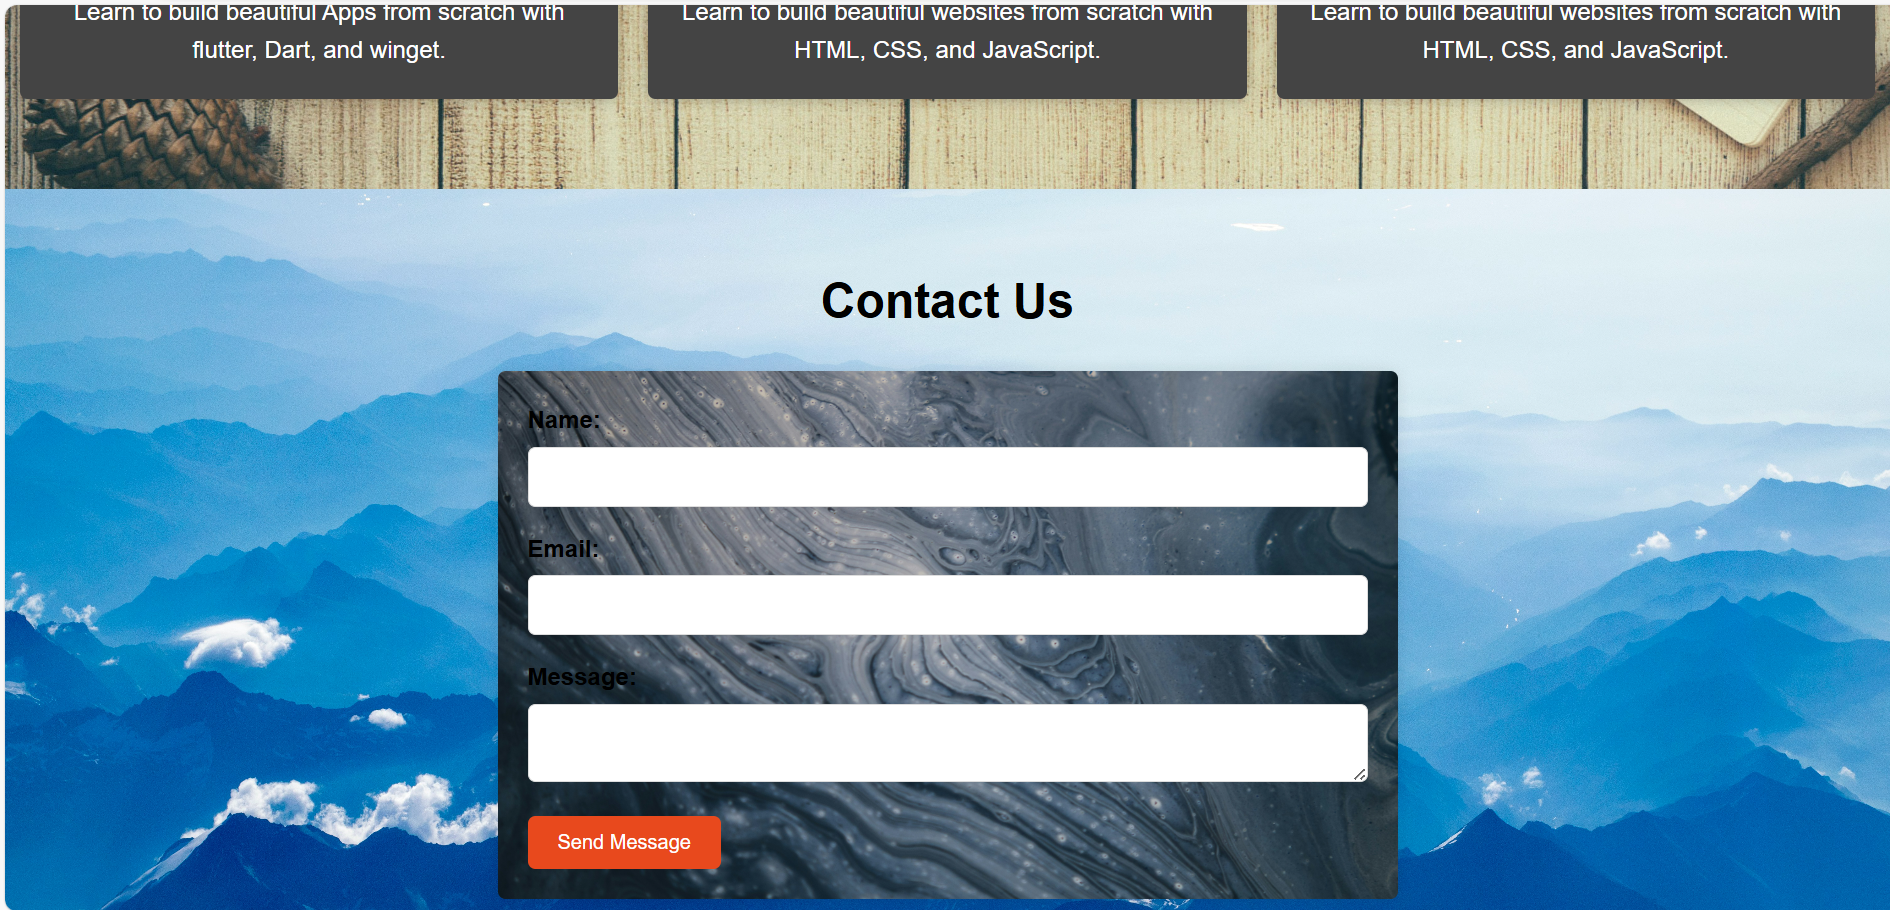 Learn to build beautiful Apps from scratch with
flutter, Dart, and winget.
Learn to build beautiful websites from scratch with
HTML, CSS, and JavaScript.
Learn to build beautiful websites from scratch with
HTML, CSS, and JavaScript.
Contact Us
Name:
Email:
Message:
Send Message